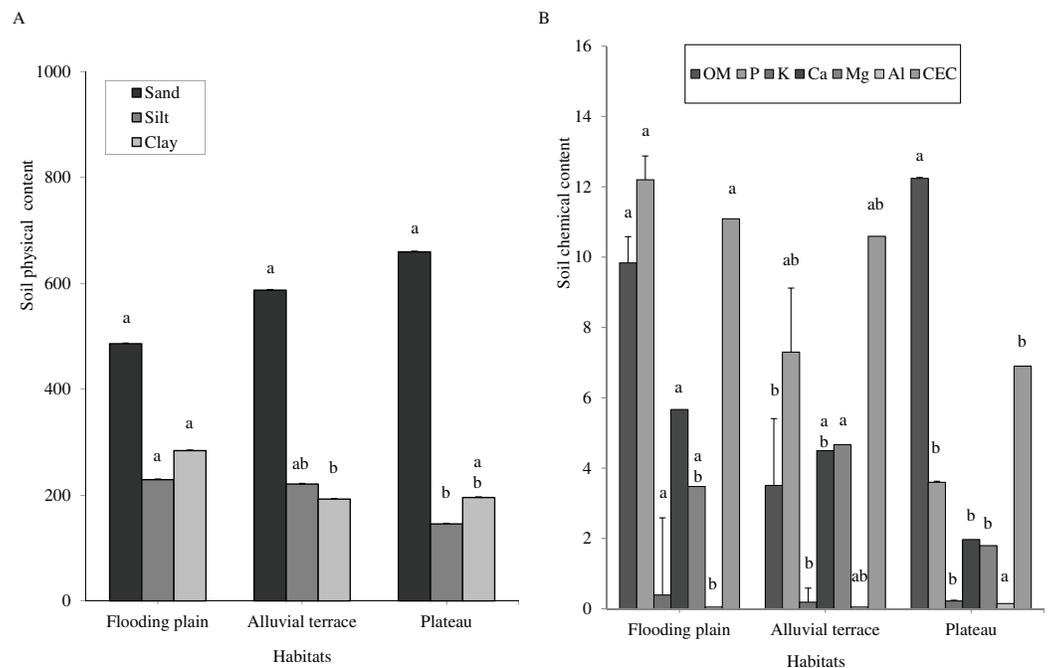 A
Soil physical content
1000
800
600
400
200
0
Sand
Silt
Clay
a
a
a
a
ab
b
a
b
a
b
Flooding plain Alluvial terrace Plateau
Habitats
B
Soil chemical content
16
14
12
10
8
6
4
2
0
OM P K Ca Mg Al CEC
a
a
a
a
a
b
b
a
b
ab
b
a
b
a
ab
ab
a
b
b
b
b
a
b
Flooding plain Alluvial terrace Plateau
Habitats